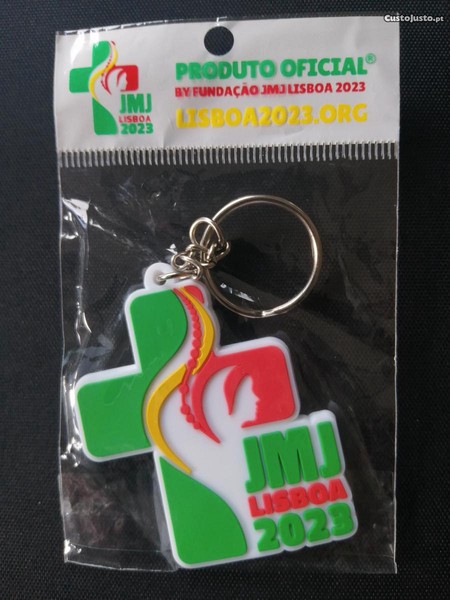 CustoJusto.pt
JMJ
LISBOA
2023
PRODUTO OFICIAL®
BY FUNDAÇÃO JMJ LISBOA 2023
LISBOA2023.ORG
JMJ
LISBOA
2023